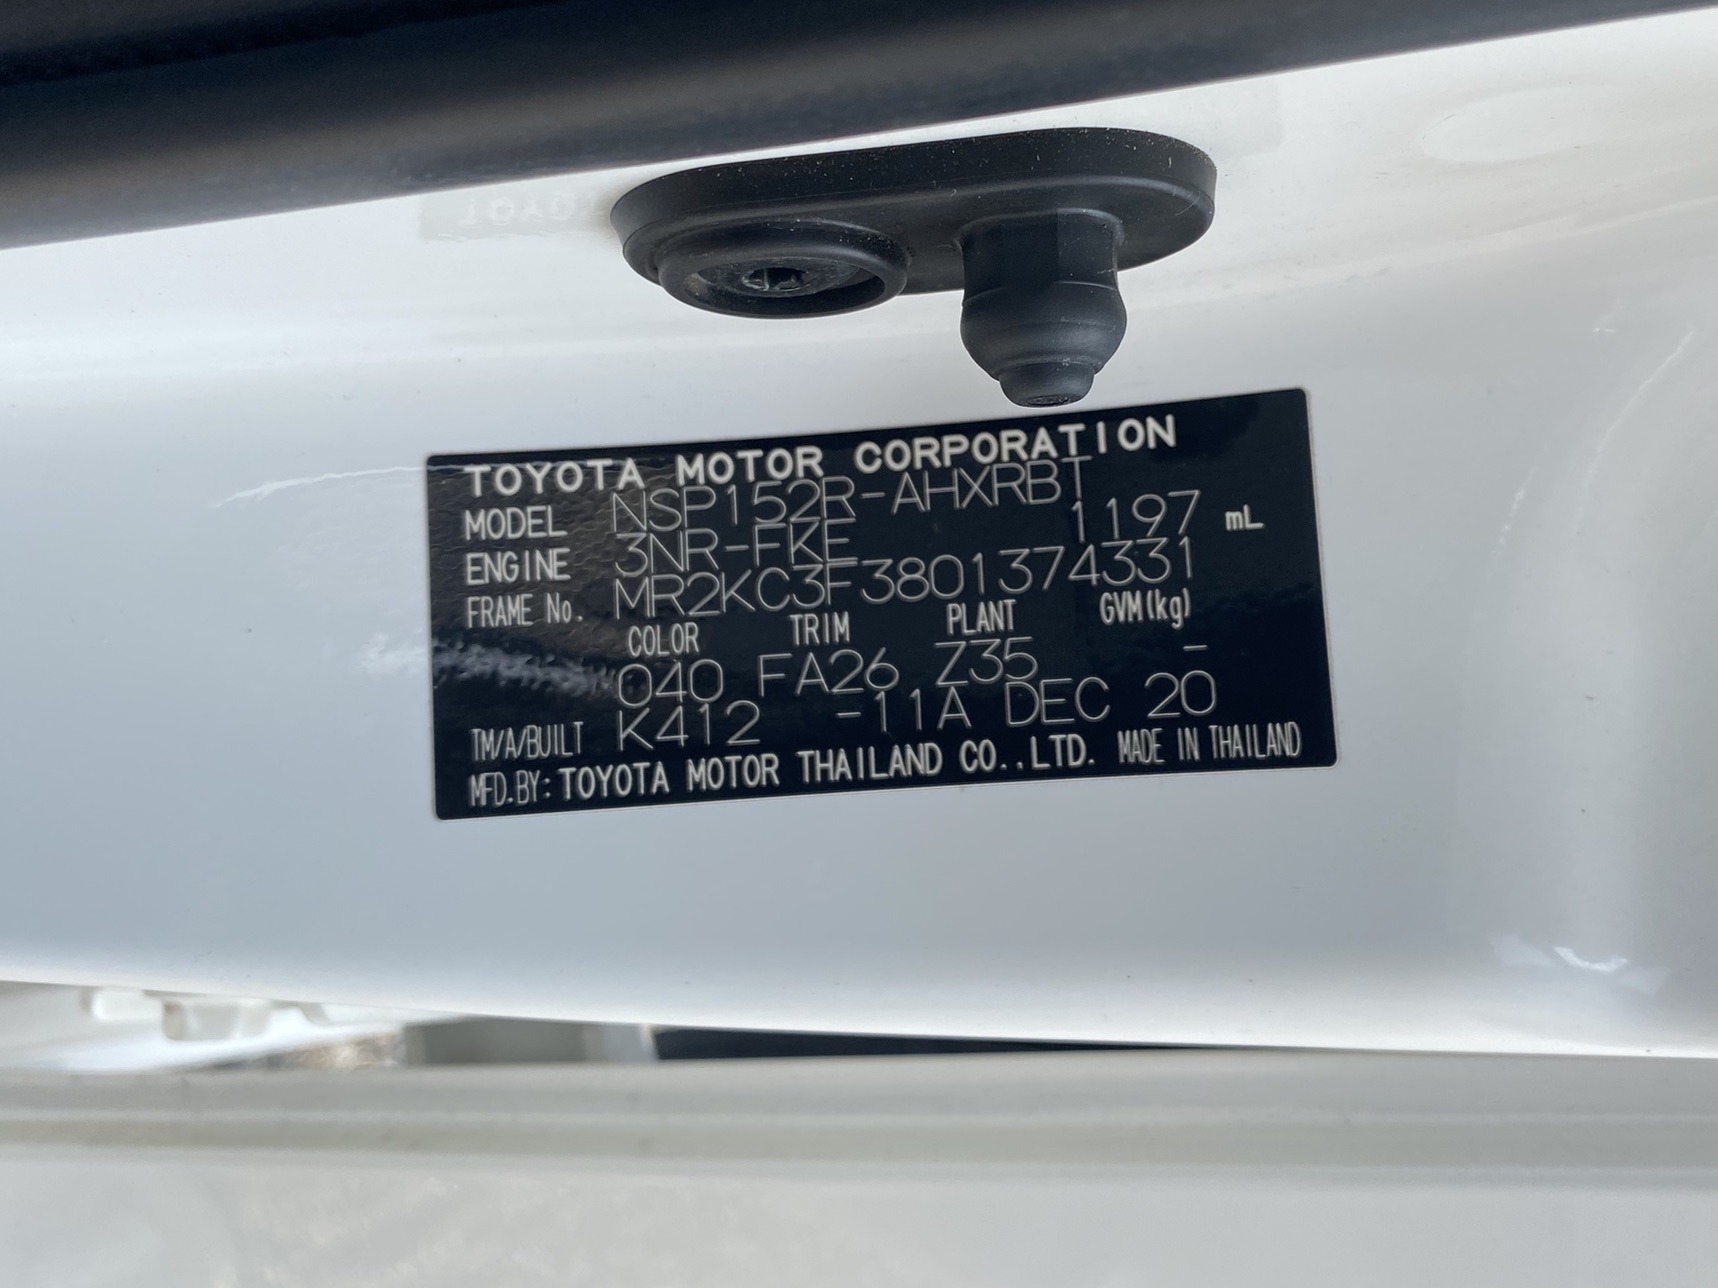 TOYOTA MOTOR CORPORATION
MODEL NSP152R-AHXRBT
ENGINE 3NR-FKE 1197 mL
FRAME No. MR2KC3F3801374331
COLOR TRIM PLANT GVM(kg)
040 FA26 Z35 -
TM/A/BUILT K412 -11A DEC 20
MFD.BY: TOYOTA MOTOR THAILAND CO.,LTD. MADE IN THAILAND